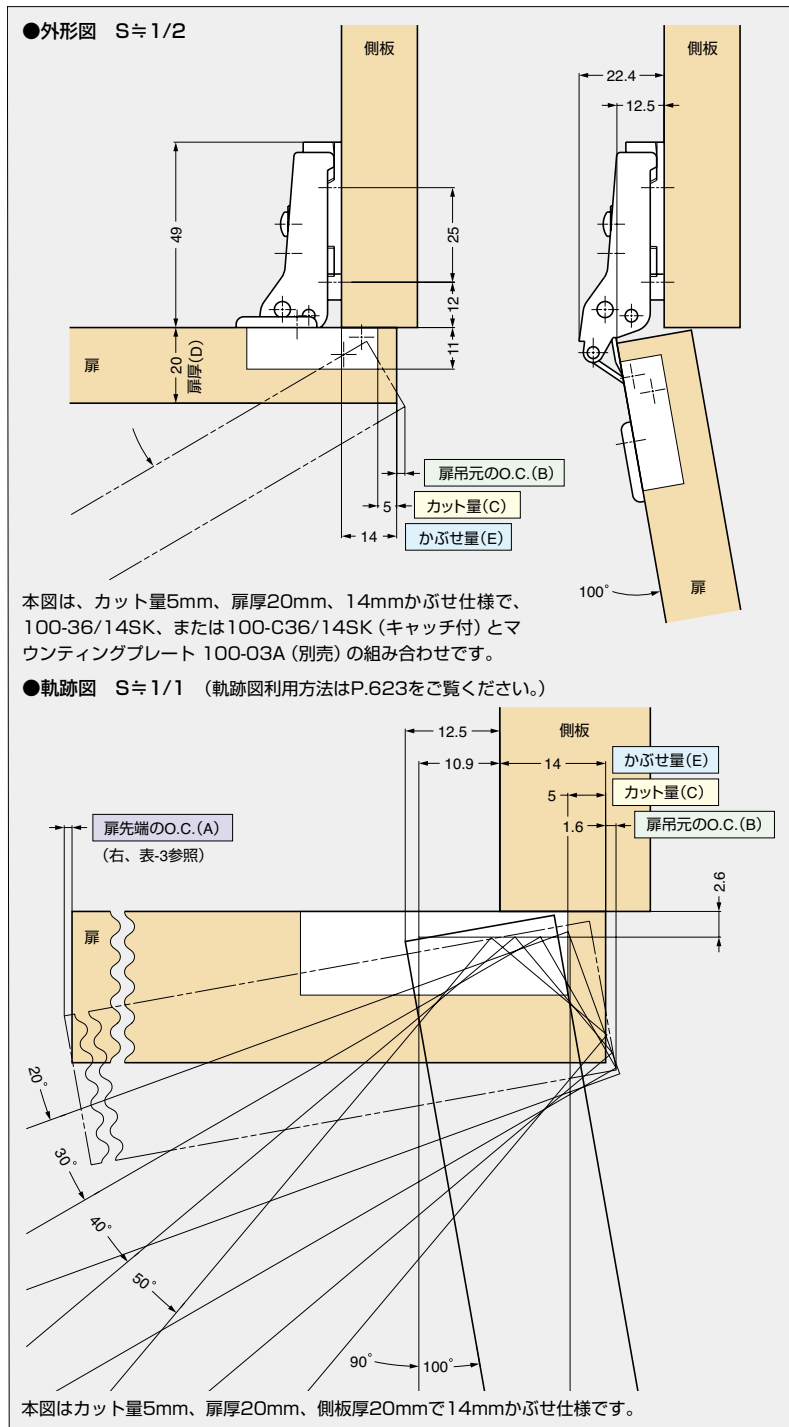 ●外形図 S≒1/2
側板
側板
22.4
12.5
49
25
12
11
扉
20
扉厚(D)
扉吊元のO.C.(B)
5
カット量(C)
14
かぶせ量(E)
100°
扉
本図は、カット量5mm、扉厚20mm、14mmかぶせ仕様で、
100-36/14SK、または100-C36/14SK(キャッチ付)とマ
ウンティングプレート 100-03A(別売)の組み合わせです。
●軌跡図 S≒1/1 (軌跡図利用方法はP.623をご覧ください。)
12.5
側板
10.9
14
かぶせ量(E)
5
カット量(C)
扉先端のO.C.(A)
1.6
扉吊元のO.C.(B)
(右、表-3参照)
2.6
扉
20°
30°
40°
50°
90°
100°
本図はカット量5mm、扉厚20mm、側板厚20mmで14mmかぶせ仕様です。